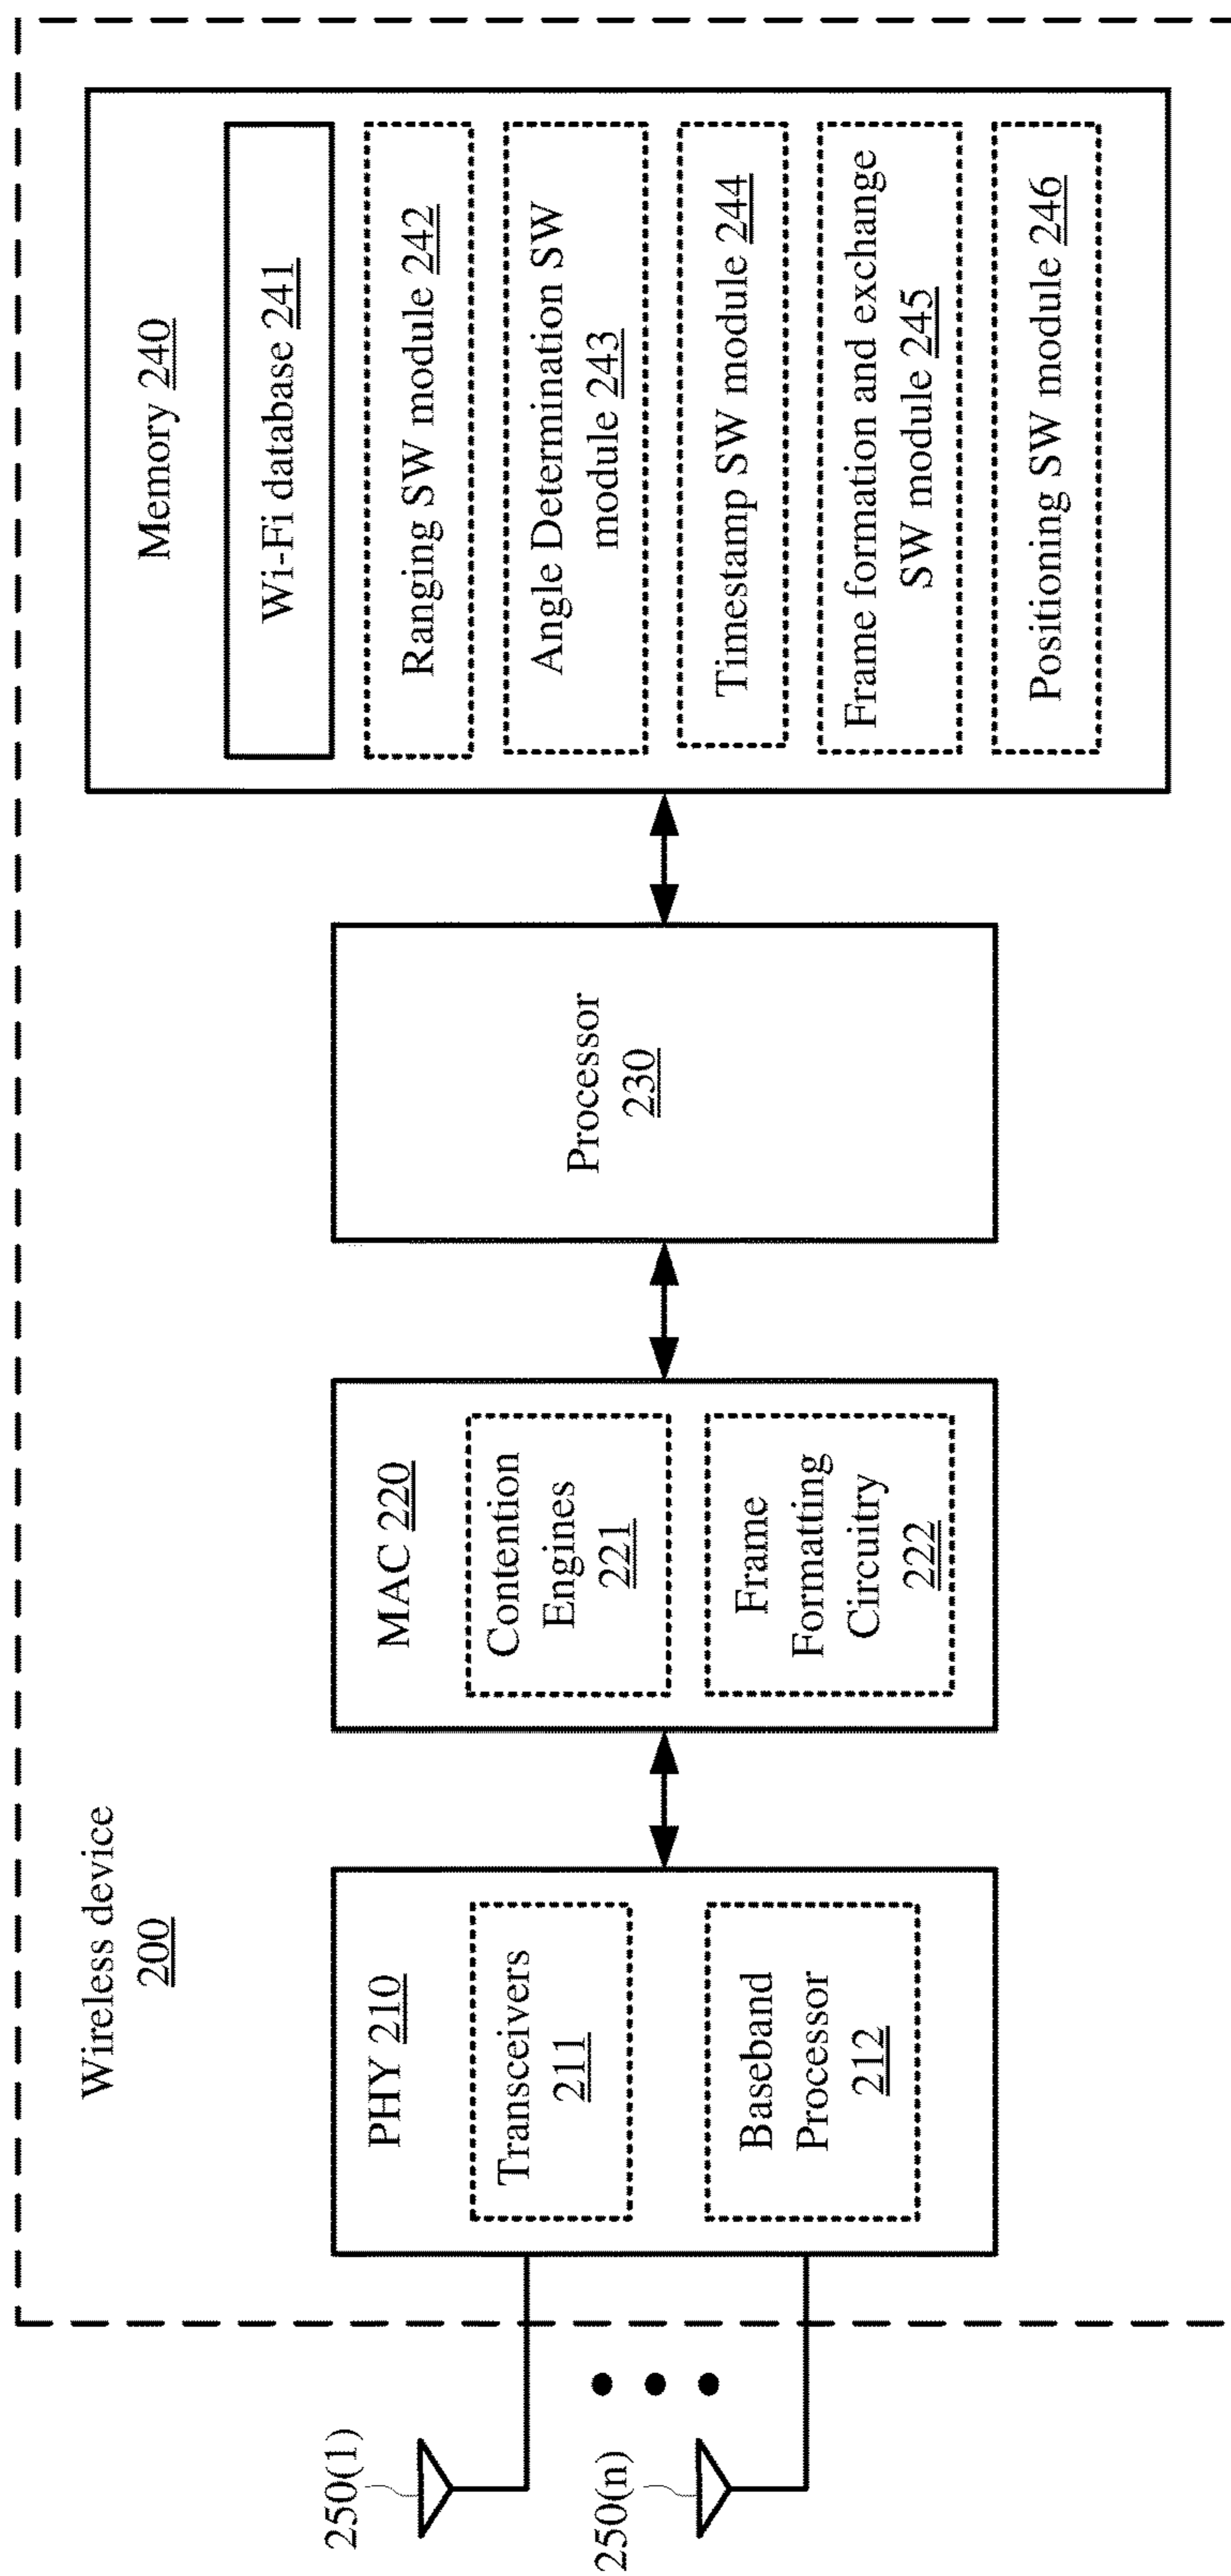 Wireless device
200
250(1)
250(n)
PHY 210
Transceivers
211
Baseband
Processor
212
MAC 220
Contention
Engines
221
Frame
Formatting
Circuitry
222
Processor
230
Memory 240
Wi-Fi database 241
Ranging SW module 242
Angle Determination SW
module 243
Timestamp SW module 244
Frame formation and exchange
SW module 245
Positioning SW module 246